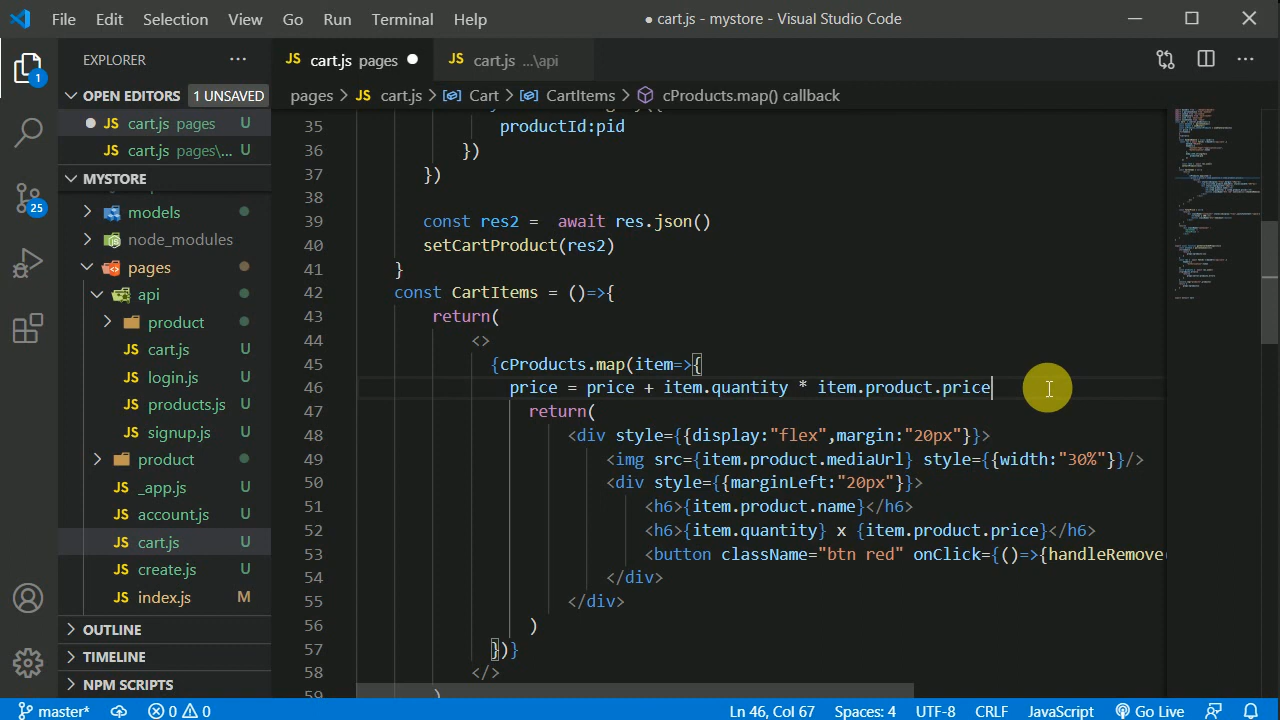 File Edit Selection View Go Run Terminal Help ● cart.js - mystore - Visual Studio Code
EXPLORER ···
JS cart.js pages ●
JS cart.js ...\api
OPEN EDITORS 1 UNSAVED
● JS cart.js pages U
JS cart.js pages\... U
MYSTORE
models
node_modules
pages
api
product
JS cart.js U
JS login.js U
JS products.js U
JS signup.js U
product
JS _app.js U
JS account.js U
JS cart.js U
JS create.js U
JS index.js M
OUTLINE
TIMELINE
NPM SCRIPTS
1
25
pages > JS cart.js > Cart > CartItems > cProducts.map() callback
35 productId:pid
36 })
37 })
38
39 const res2 =  await res.json()
40 setCartProduct(res2)
41 }
42 const CartItems = ()=>{
43 return(
44 <>
45 {cProducts.map(item=>{
46 price = price + item.quantity * item.product.price
47 return(
48 <div style={{display:"flex",margin:"20px"}}>
49 <img src={item.product.mediaUrl} style={{width:"30%"}}/>
50 <div style={{marginLeft:"20px"}}>
51 <h6>{item.product.name}</h6>
52 <h6>{item.quantity} x {item.product.price}</h6>
53 <button className="btn red" onClick={()=>{handleRemove(
54 </div>
55 </div>
56 )
57 })}
58 </>
59 )
master* 0 0 Ln 46, Col 67 Spaces: 4 UTF-8 CRLF JavaScript Go Live